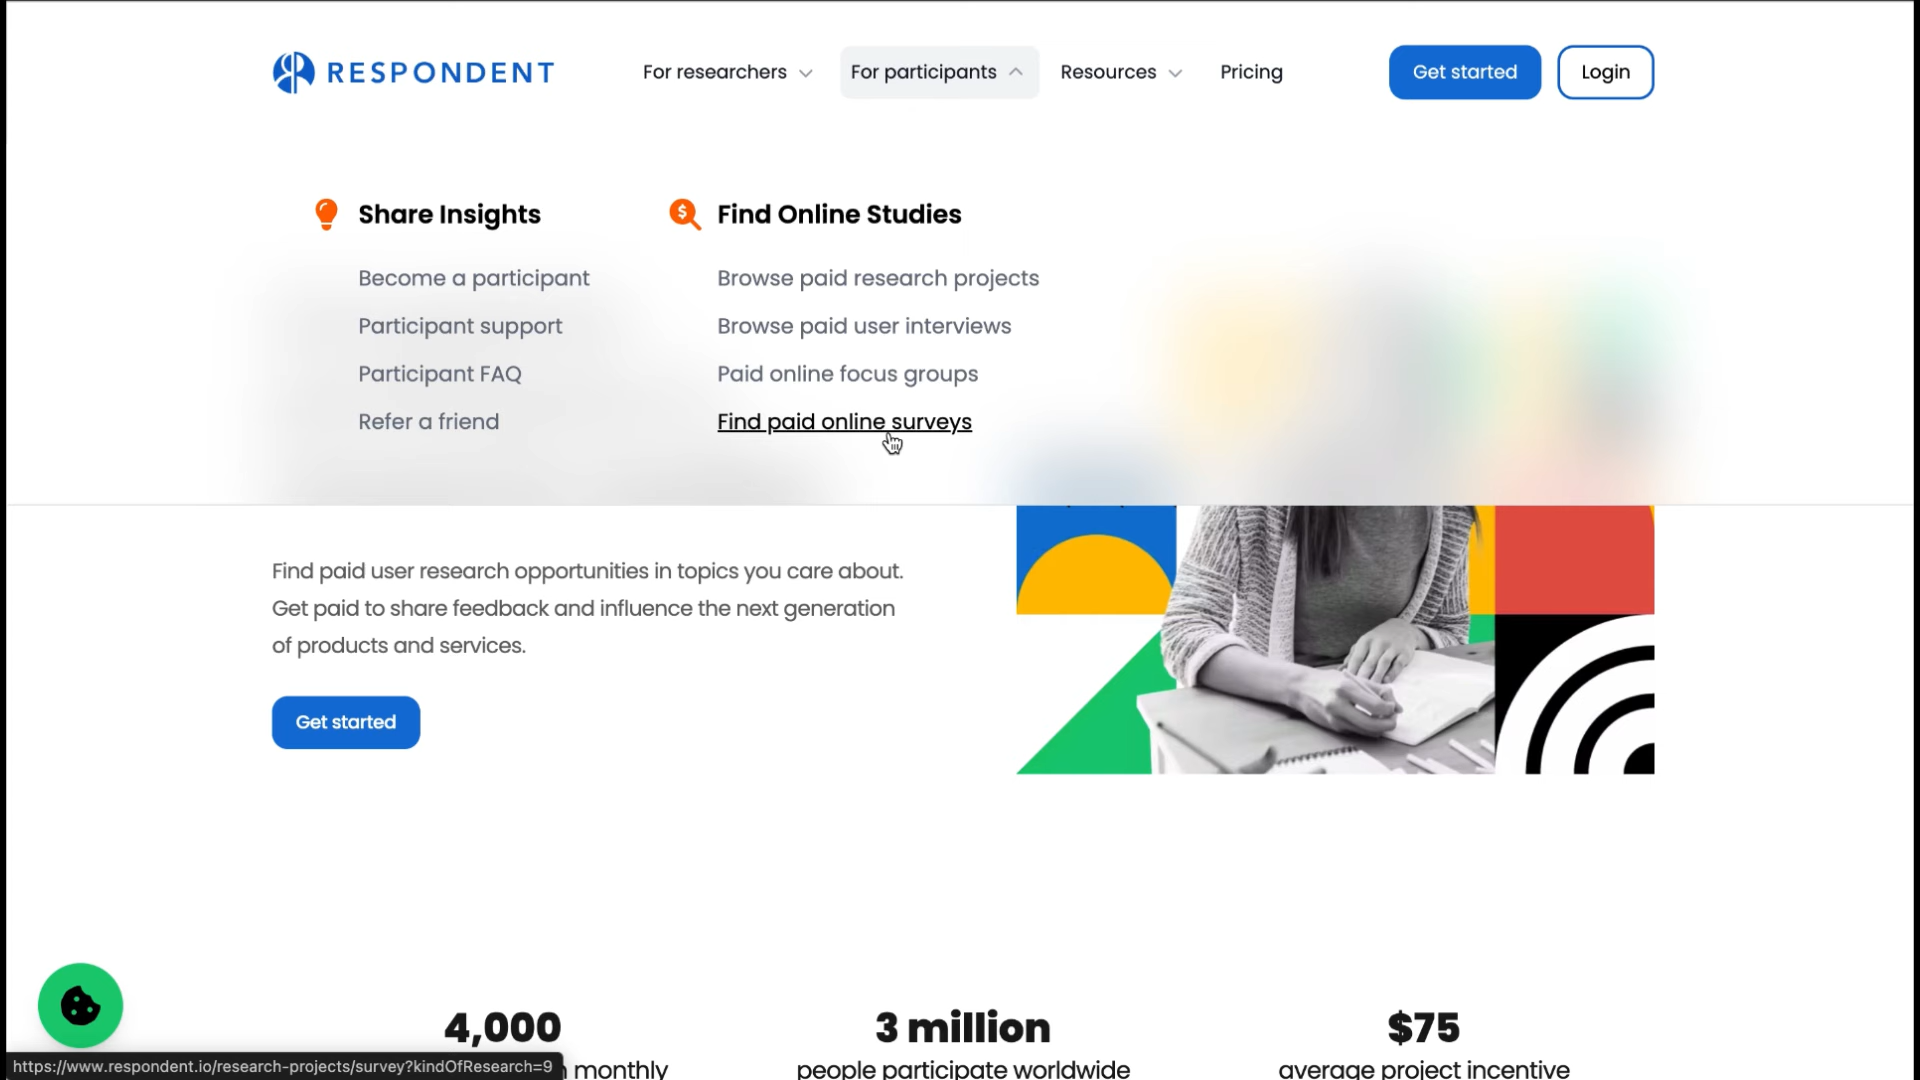 RESPONDENT
For researchers
For participants
Resources
Pricing
Get started
Login
Share Insights
Become a participant
Participant support
Participant FAQ
Refer a friend
Find Online Studies
Browse paid research projects
Browse paid user interviews
Paid online focus groups
Find paid online surveys
Find paid user research opportunities in topics you care about.
Get paid to share feedback and influence the next generation
of products and services.
Get started
4,000
monthly
3 million
people participate worldwide
$75
average project incentive
https://www.respondent.io/research-projects/survey?kindOfResearch=9